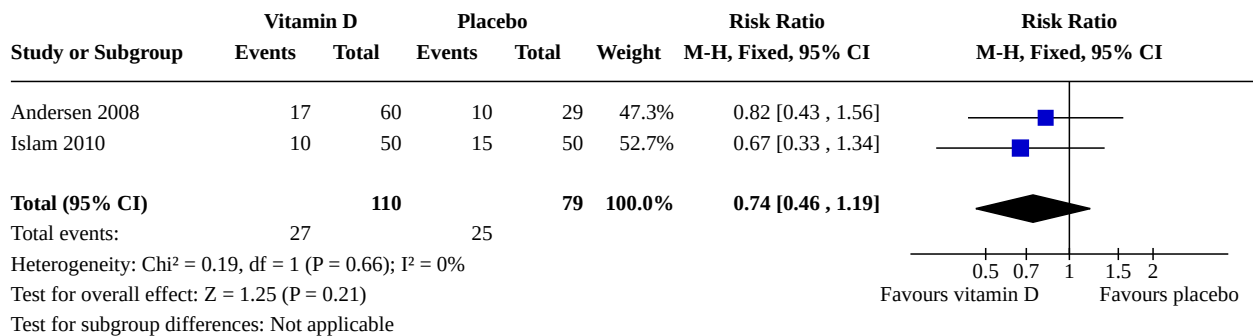 Vitamin D Placebo Risk Ratio Risk Ratio
Study or Subgroup Events Total Events Total Weight M-H, Fixed, 95% CI M-H, Fixed, 95% CI
Andersen 2008 17 60 10 29 47.3% 0.82 [0.43 , 1.56]
Islam 2010 10 50 15 50 52.7% 0.67 [0.33 , 1.34]
Total (95% CI) 110 79 100.0% 0.74 [0.46 , 1.19]
Total events: 27 25
Heterogeneity: Chi² = 0.19, df = 1 (P = 0.66); I² = 0% 0.5 0.7 1 1.5 2
Test for overall effect: Z = 1.25 (P = 0.21) Favours vitamin D Favours placebo
Test for subgroup differences: Not applicable